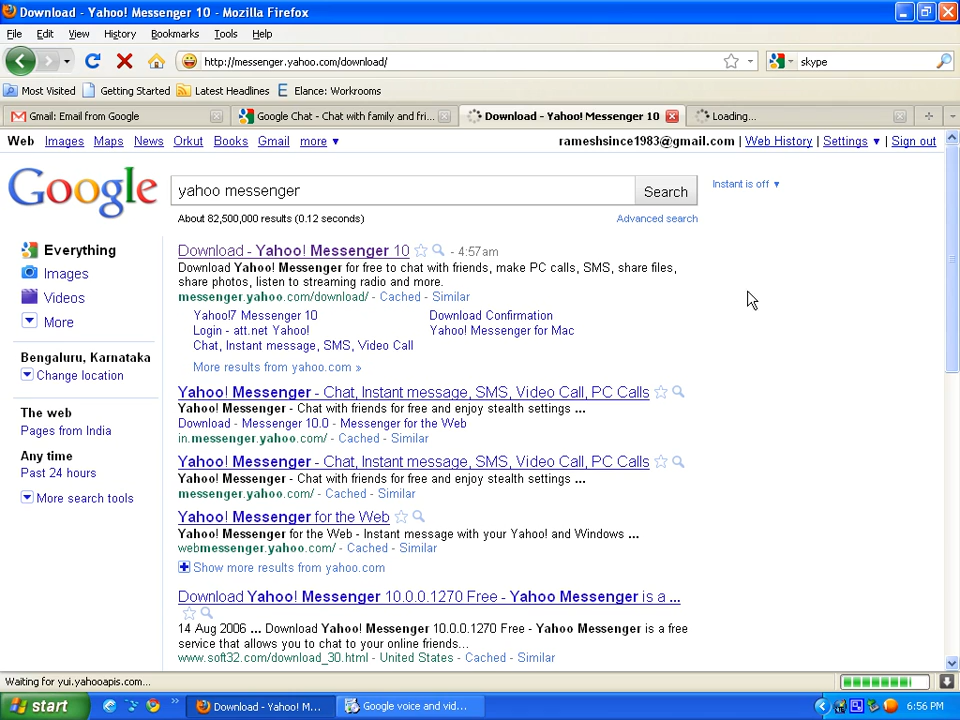 Download - Yahoo! Messenger 10 - Mozilla Firefox
File Edit View History Bookmarks Tools Help
http://messenger.yahoo.com/download/ skype
Most Visited Getting Started Latest Headlines Elance: Workrooms
Gmail: Email from Google Google Chat - Chat with family and fri... Download - Yahoo! Messenger 10 Loading...
Web Images Maps News Orkut Books Gmail more ▼ rameshsince1983@gmail.com | Web History | Settings ▼ | Sign out
Google yahoo messenger Search Instant is off ▼
About 82,500,000 results (0.12 seconds) Advanced search
Everything
Images
Videos
More
Bengaluru, Karnataka
Change location
The web
Pages from India
Any time
Past 24 hours
More search tools
Download - Yahoo! Messenger 10 - 4:57am
Download Yahoo! Messenger for free to chat with friends, make PC calls, SMS, share files,
share photos, listen to streaming radio and more.
messenger.yahoo.com/download/ - Cached - Similar
Yahoo!7 Messenger 10 Download Confirmation
Login - att.net Yahoo! Yahoo! Messenger for Mac
Chat, Instant message, SMS, Video Call
More results from yahoo.com »
Yahoo! Messenger - Chat, Instant message, SMS, Video Call, PC Calls
Yahoo! Messenger - Chat with friends for free and enjoy stealth settings ...
Download - Messenger 10.0 - Messenger for the Web
in.messenger.yahoo.com/ - Cached - Similar
Yahoo! Messenger - Chat, Instant message, SMS, Video Call, PC Calls
Yahoo! Messenger - Chat with friends for free and enjoy stealth settings ...
messenger.yahoo.com/ - Cached - Similar
Yahoo! Messenger for the Web
Yahoo! Messenger for the Web - Instant message with your Yahoo! and Windows ...
webmessenger.yahoo.com/ - Cached - Similar
Show more results from yahoo.com
Download Yahoo! Messenger 10.0.0.1270 Free - Yahoo Messenger is a ...
14 Aug 2006 ... Download Yahoo! Messenger 10.0.0.1270 Free - Yahoo Messenger is a free
service that allows you to chat to your online friends...
www.soft32.com/download_30.html - United States - Cached - Similar
Waiting for yui.yahooapis.com...
start Download - Yahoo! M... Google voice and vid... 6:56 PM